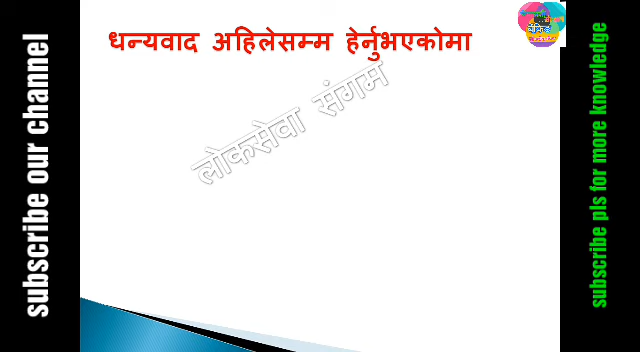 धन्यवाद अहिलेसम्म हेर्नुभएकोमा
लोकसेवा संगम
subscribe our channel
subscribe pls for more knowledge